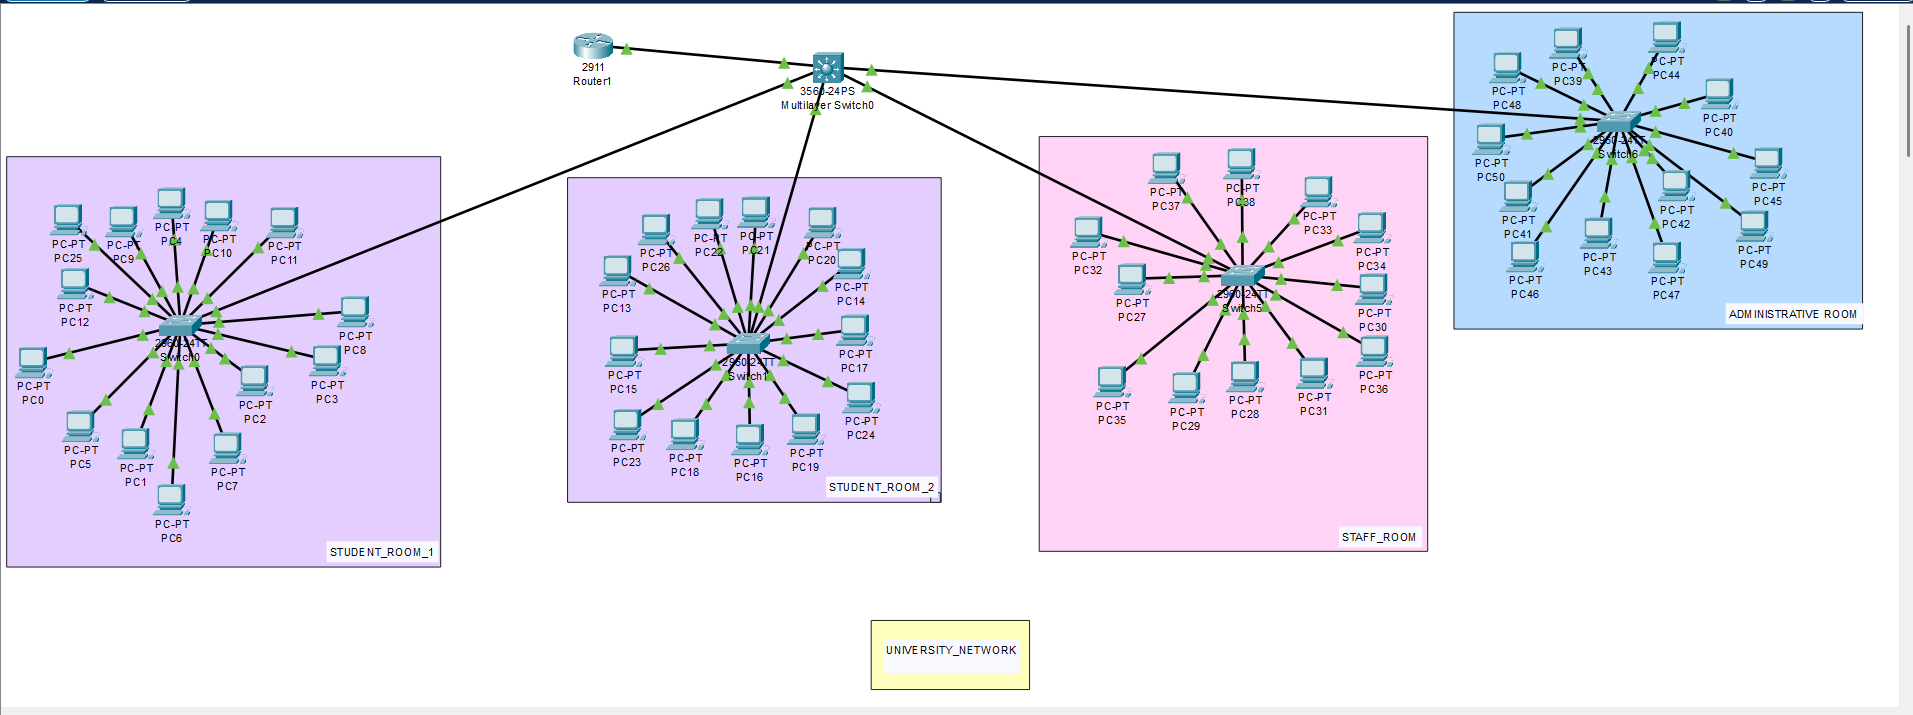 2911
Router1
3560-24PS
Multilayer Switch0
PC-PT
PC25
PC-PT
PC9
PC-PT
PC4
PC-PT
PC10
PC-PT
PC11
PC-PT
PC12
PC-PT
PC8
2960-24TT
Switch0
PC-PT
PC0
PC-PT
PC3
PC-PT
PC2
PC-PT
PC5
PC-PT
PC1
PC-PT
PC7
PC-PT
PC6
STUDENT_ROOM_1
PC-PT
PC26
PC-PT
PC22
PC-PT
PC21
PC-PT
PC20
PC-PT
PC13
PC-PT
PC14
2960-24TT
Switch1
PC-PT
PC15
PC-PT
PC17
PC-PT
PC24
PC-PT
PC23
PC-PT
PC18
PC-PT
PC16
PC-PT
PC19
STUDENT_ROOM_2
PC-PT
PC37
PC-PT
PC38
PC-PT
PC33
PC-PT
PC32
PC-PT
PC34
PC-PT
PC27
2960-24TT
Switch5
PC-PT
PC30
PC-PT
PC36
PC-PT
PC35
PC-PT
PC29
PC-PT
PC28
PC-PT
PC31
STAFF_ROOM
PC-PT
PC39
PC-PT
PC44
PC-PT
PC48
PC-PT
PC40
2960-24TT
Switch6
PC-PT
PC50
PC-PT
PC45
PC-PT
PC41
PC-PT
PC42
PC-PT
PC43
PC-PT
PC49
PC-PT
PC46
PC-PT
PC47
ADMINISTRATIVE ROOM
UNIVERSITY_NETWORK